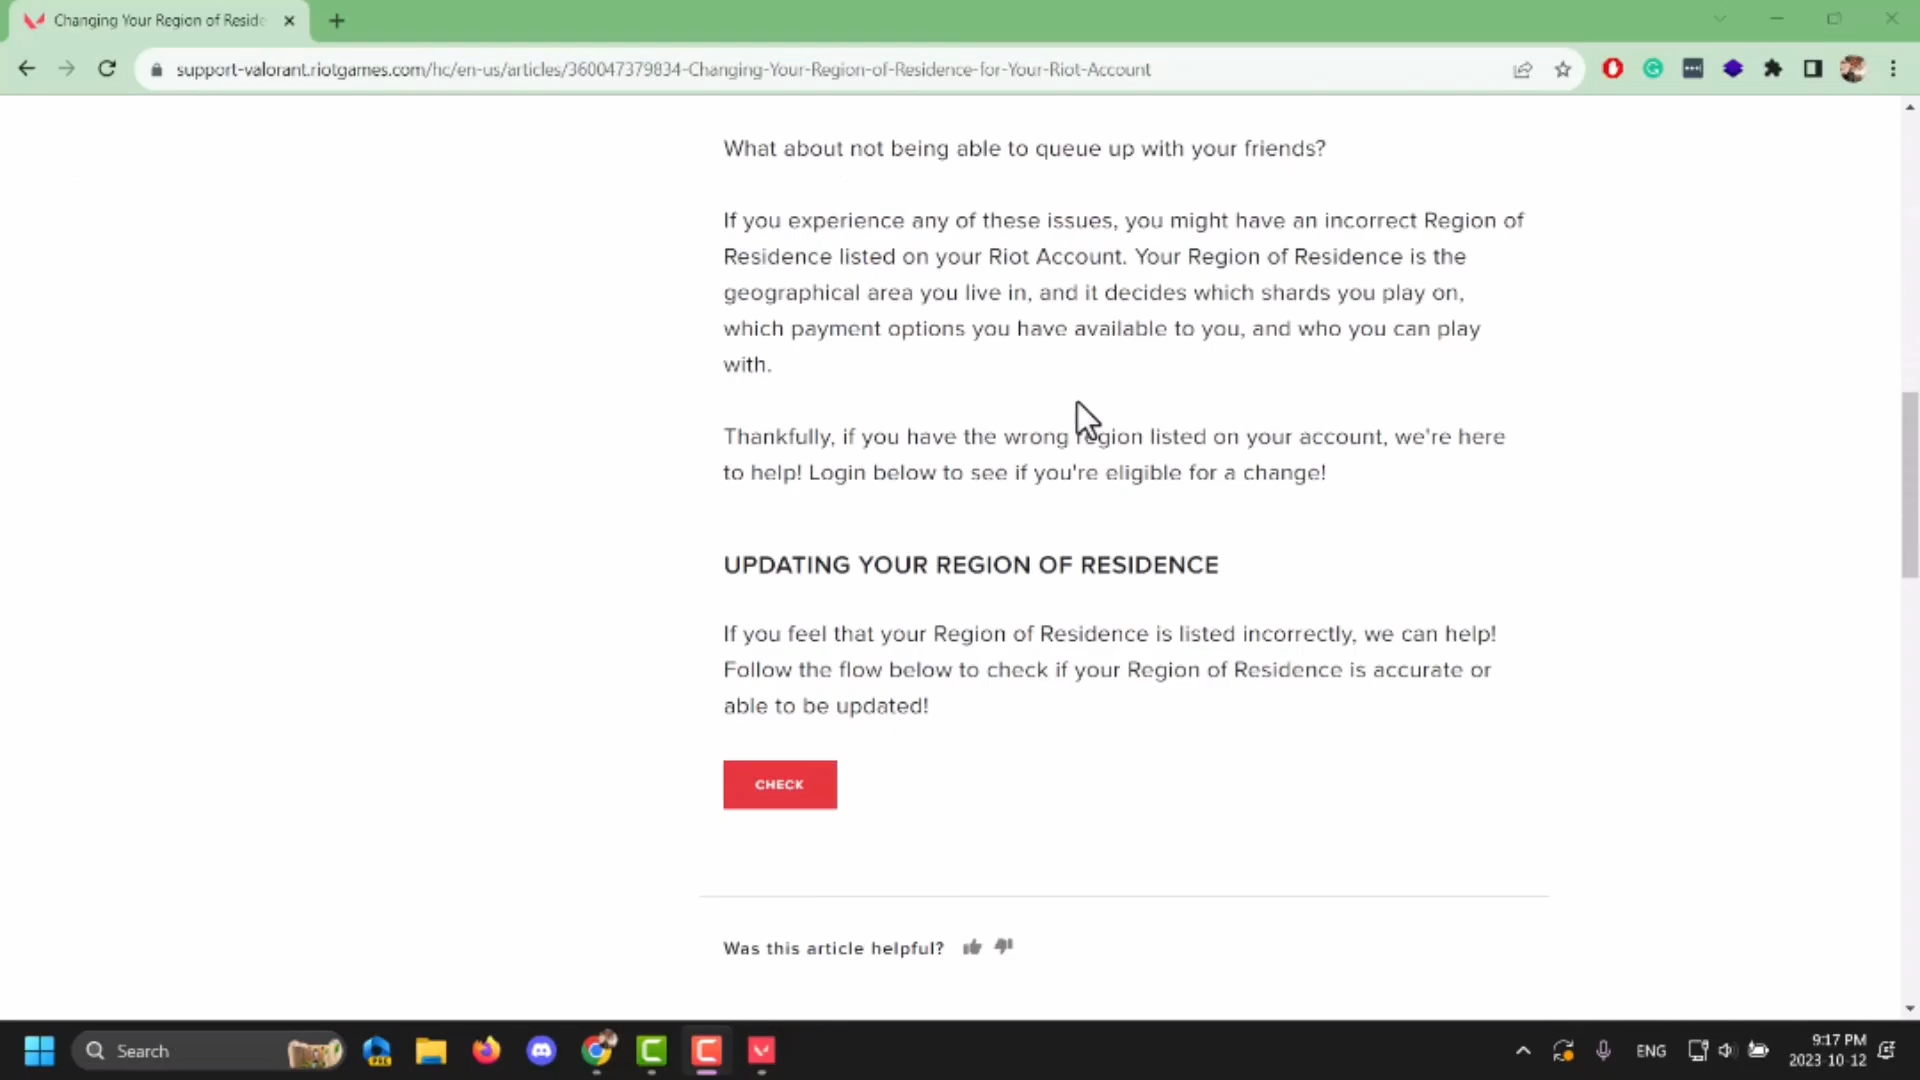 Changing Your Region of Reside
support-valorant.riotgames.com/hc/en-us/articles/360047379834-Changing-Your-Region-of-Residence-for-Your-Riot-Account
What about not being able to queue up with your friends?
If you experience any of these issues, you might have an incorrect Region of
Residence listed on your Riot Account. Your Region of Residence is the
geographical area you live in, and it decides which shards you play on,
which payment options you have available to you, and who you can play
with.
Thankfully, if you have the wrong region listed on your account, we're here
to help! Login below to see if you're eligible for a change!
UPDATING YOUR REGION OF RESIDENCE
If you feel that your Region of Residence is listed incorrectly, we can help!
Follow the flow below to check if your Region of Residence is accurate or
able to be updated!
CHECK
Was this article helpful?
Search
PRE
ENG
9:17 PM
2023-10-12